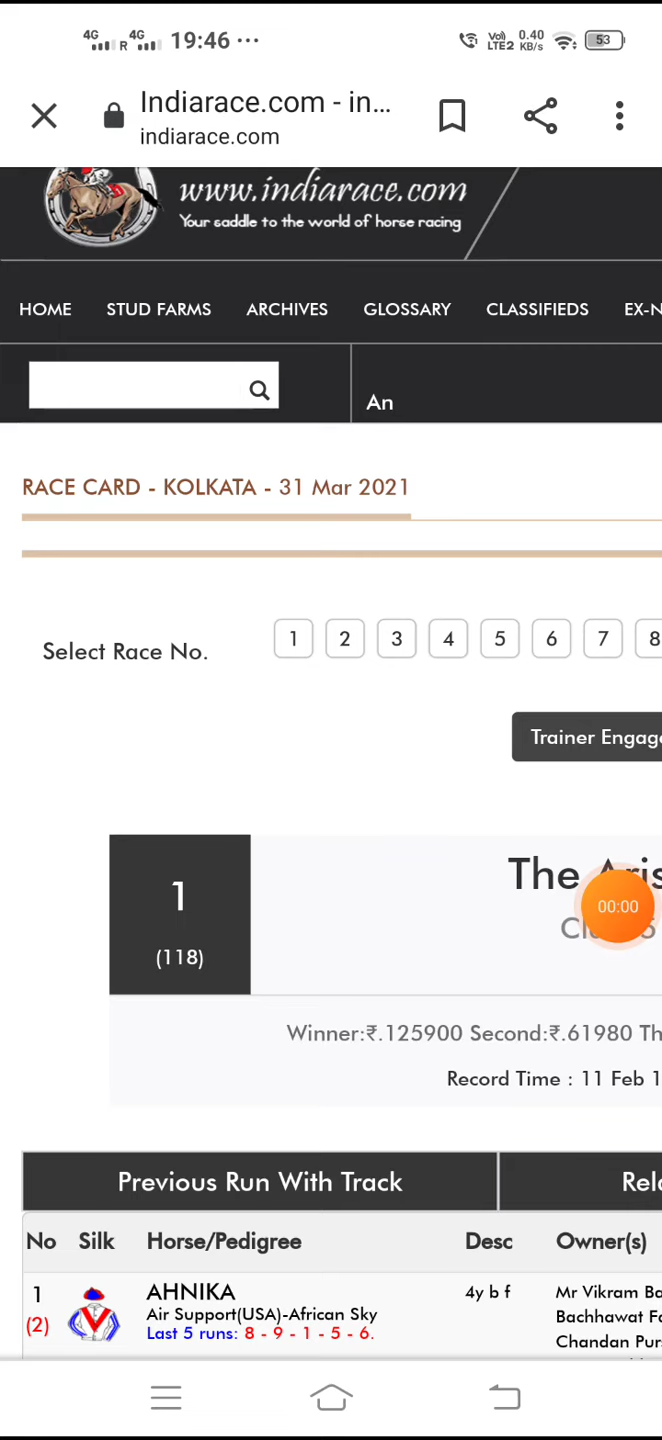 4G R 4G 19:46 ... Vo)) LTE2 0.40 KB/s 53
Indiarace.com - in...
indiarace.com
www.indiarace.com
Your saddle to the world of horse racing
HOME STUD FARMS ARCHIVES GLOSSARY CLASSIFIEDS EX-N
An
RACE CARD - KOLKATA - 31 Mar 2021
Select Race No. 1 2 3 4 5 6 7 8
Trainer Engag
1 The
(118)
00:00
Winner:₹.125900 Second:₹.61980 Th
Record Time : 11 Feb 1
Previous Run With Track Rel
No Silk Horse/Pedigree Desc Owner(s)
1 AHNIKA 4y b f Mr Vikram Ba
(2) Air Support(USA)-African Sky Bachhawat Fa
Last 5 runs: 8 - 9 - 1 - 5 - 6. Chandan Pur